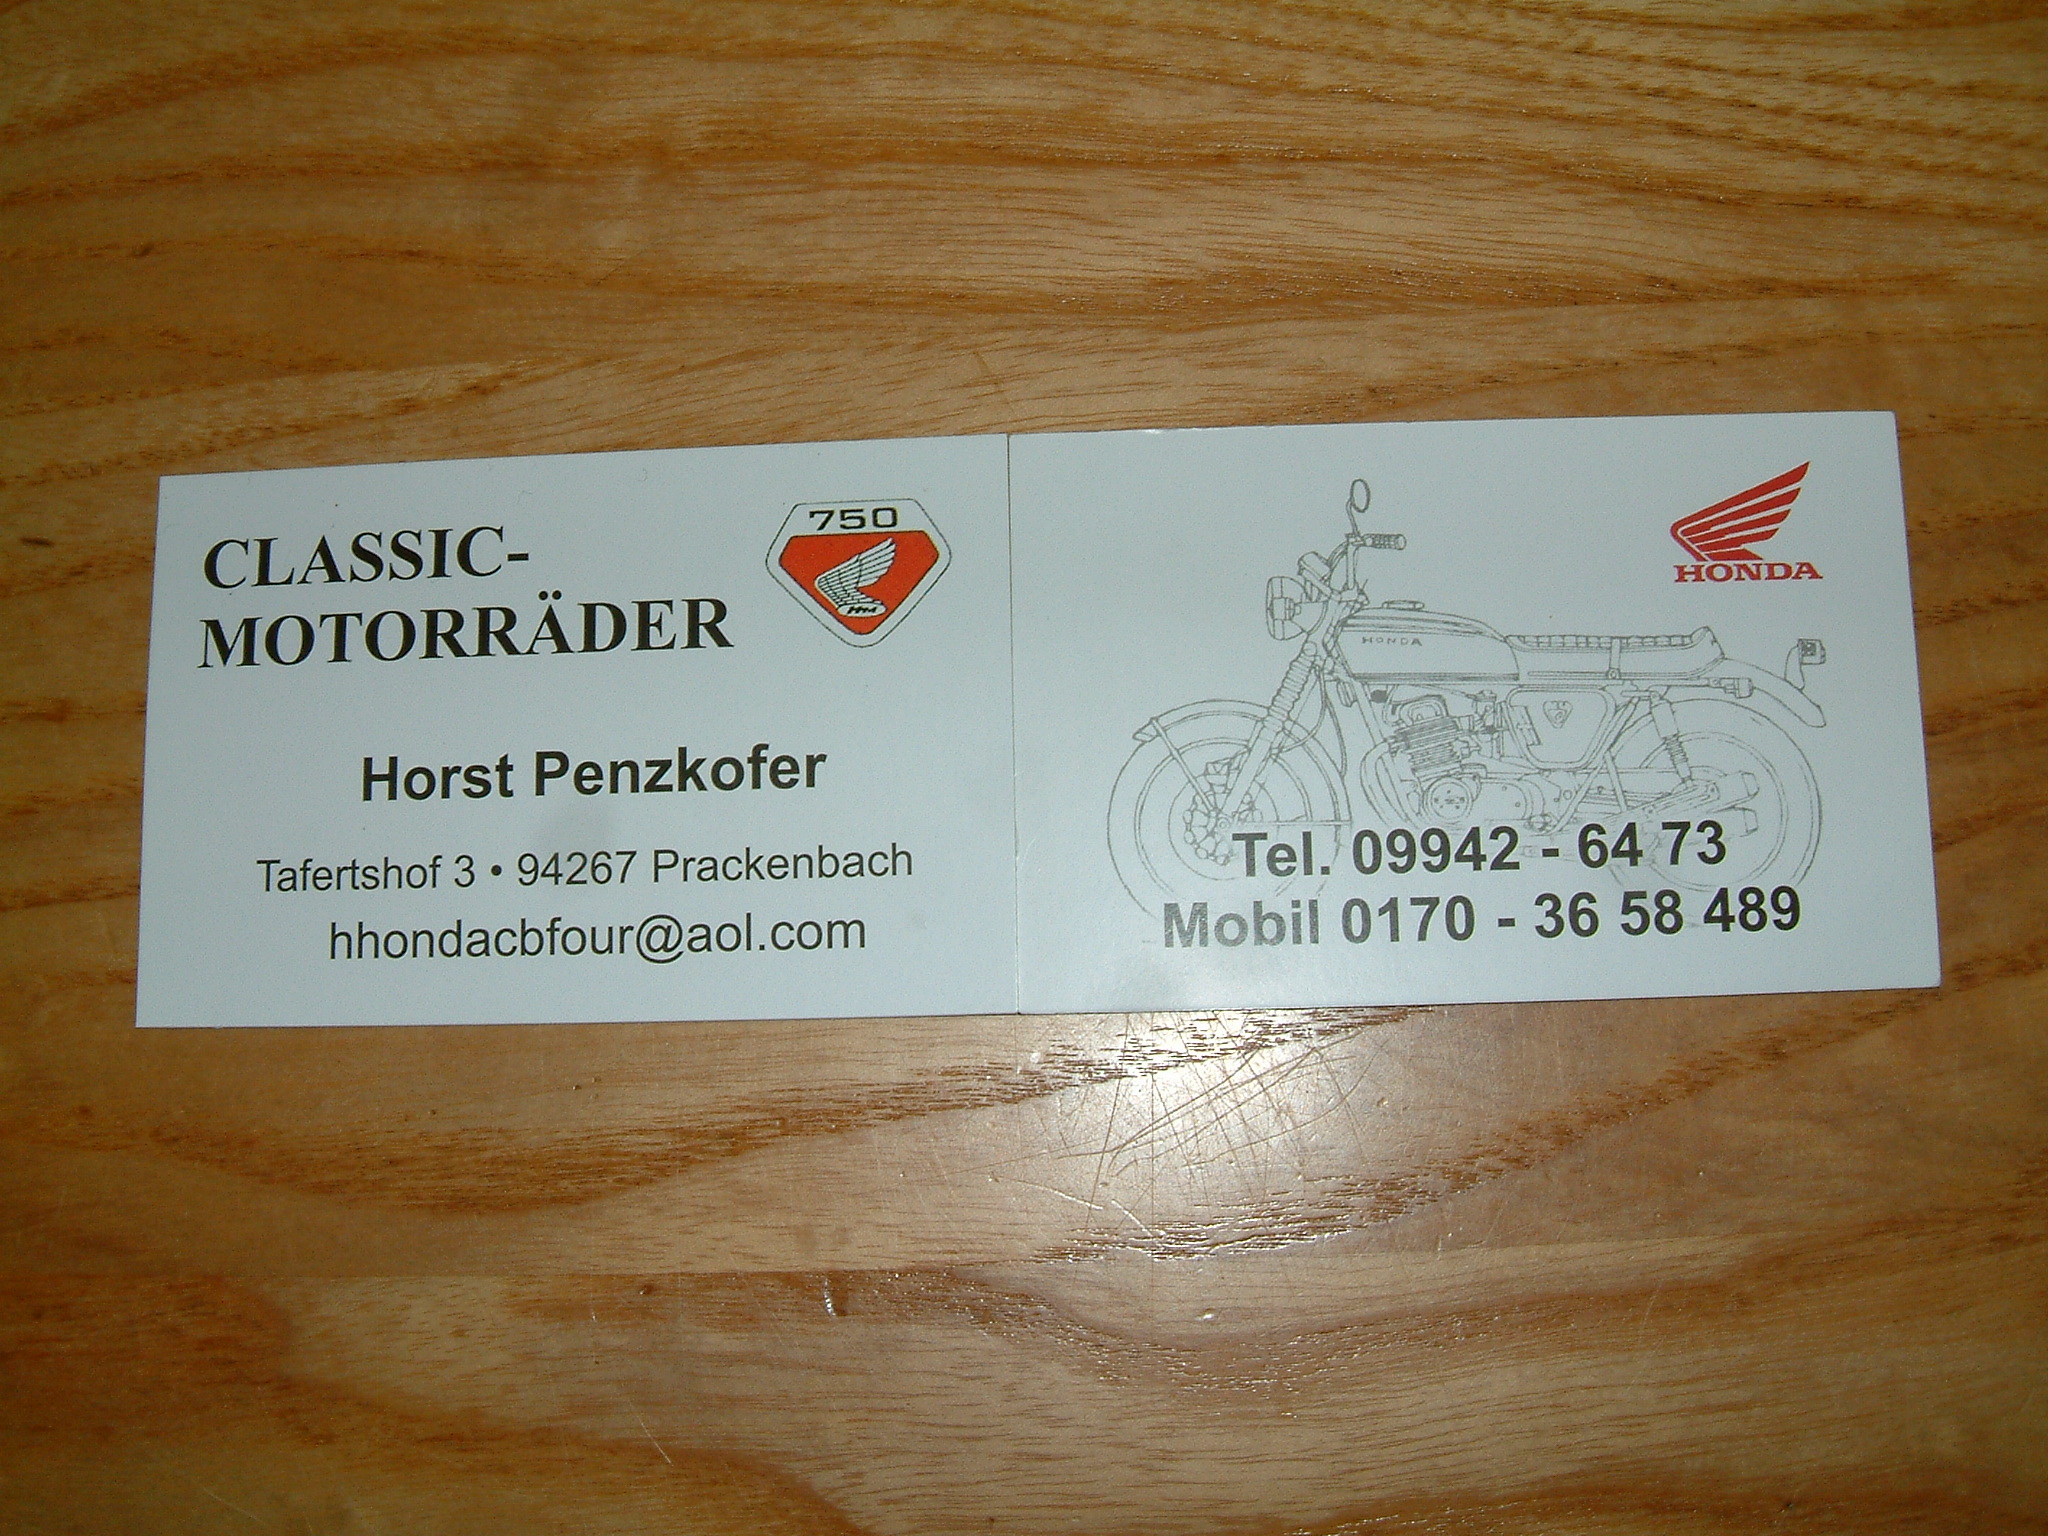 CLASSIC-
MOTORRÄDER
750
HM
Horst Penzkofer
Tafertshof 3 • 94267 Prackenbach
hhondacbfour@aol.com
HONDA
HONDA
Tel. 09942 - 64 73
Mobil 0170 - 36 58 489